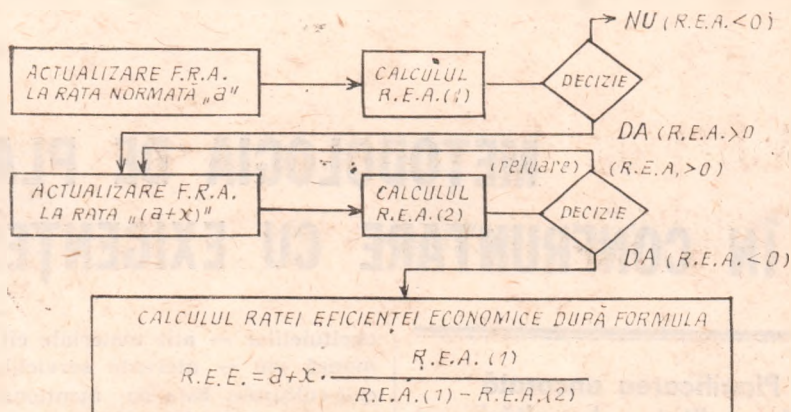 NU (R.E.A.<0)
ACTUALIZARE F.R.A.
LA RATA NORMATĂ „a"
CALCULUL
R.E.A.(1)
DECIZIE
DA (R.E.A.>0
(reluare)
(R.E.A.>0)
ACTUALIZARE F.R.A.
LA RATA „(a+x)"
CALCULUL
R.E.A.(2)
DECIZIE
DA (R.E.A.<0)
CALCULUL RATEI EFICIENȚEI ECONOMICE DUPĂ FORMULA
R.E.A.(1)
R.E.E.=a+x·
R.E.A.(1)-R.E.A.(2)